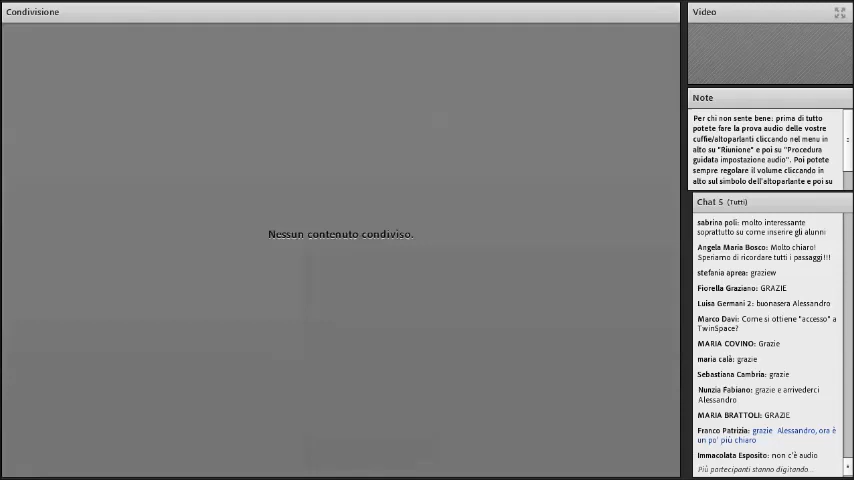 Condivisione
Nessun contenuto condiviso.
Video
Note
Per chi non sente bene: prima di tutto
potete fare la prova audio delle vostre
cuffie/altoparlanti cliccando nel menu in
alto su "Riunione" e poi su "Procedura
guidata impostazione audio". Poi potete
sempre regolare il volume cliccando in
alto sul simbolo dell'altoparlante e poi su
Chat 5 (Tutti)
sabrina poli: molto interessante
soprattutto su come inserire gli alunni
Angela Maria Bosco: Molto chiaro!
Speriamo di ricordare tutti i passaggi!!!
stefania aprea: graziew
Fiorella Graziano: GRAZIE
Luisa Germani 2: buonasera Alessandro
Marco Davi: Come si ottiene "accesso" a
TwinSpace?
MARIA COVINO: Grazie
maria calà: grazie
Sebastiana Cambria: grazie
Nunzia Fabiano: grazie e arrivederci
Alessandro
MARIA BRATTOLI: GRAZIE
Franco Patrizia: grazie Alessandro, ora è
un po' più chiaro
Immacolata Esposito: non c'è audio
Più partecipanti stanno digitando...